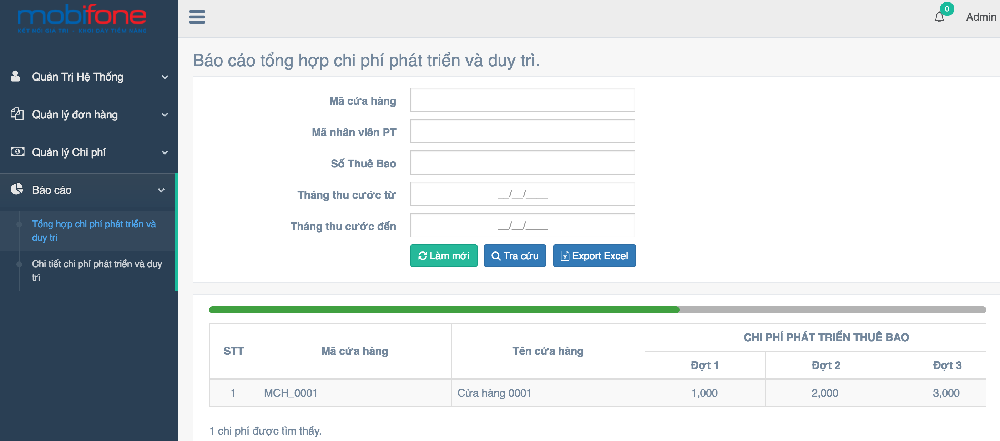 mobifone
KẾT NỐI GIÁ TRỊ - KHƠI DẬY TIỀM NĂNG
0
Admin
Quản Trị Hệ Thống
Quản lý đơn hàng
Quản lý Chi phí
Báo cáo
Tổng hợp chi phí phát triển và
duy trì
Chi tiết chi phí phát triển và duy
trì
Báo cáo tổng hợp chi phí phát triển và duy trì.
Mã cửa hàng
Mã nhân viên PT
Số Thuê Bao
Tháng thu cước từ __/__/____
Tháng thu cước đến __/__/____
Làm mới Tra cứu Export Excel
CHI PHÍ PHÁT TRIỂN THUÊ BAO
STT Mã cửa hàng Tên cửa hàng
Đợt 1 Đợt 2 Đợt 3
1 MCH_0001 Cừa hàng 0001 1,000 2,000 3,000
1 chi phí được tìm thấy.